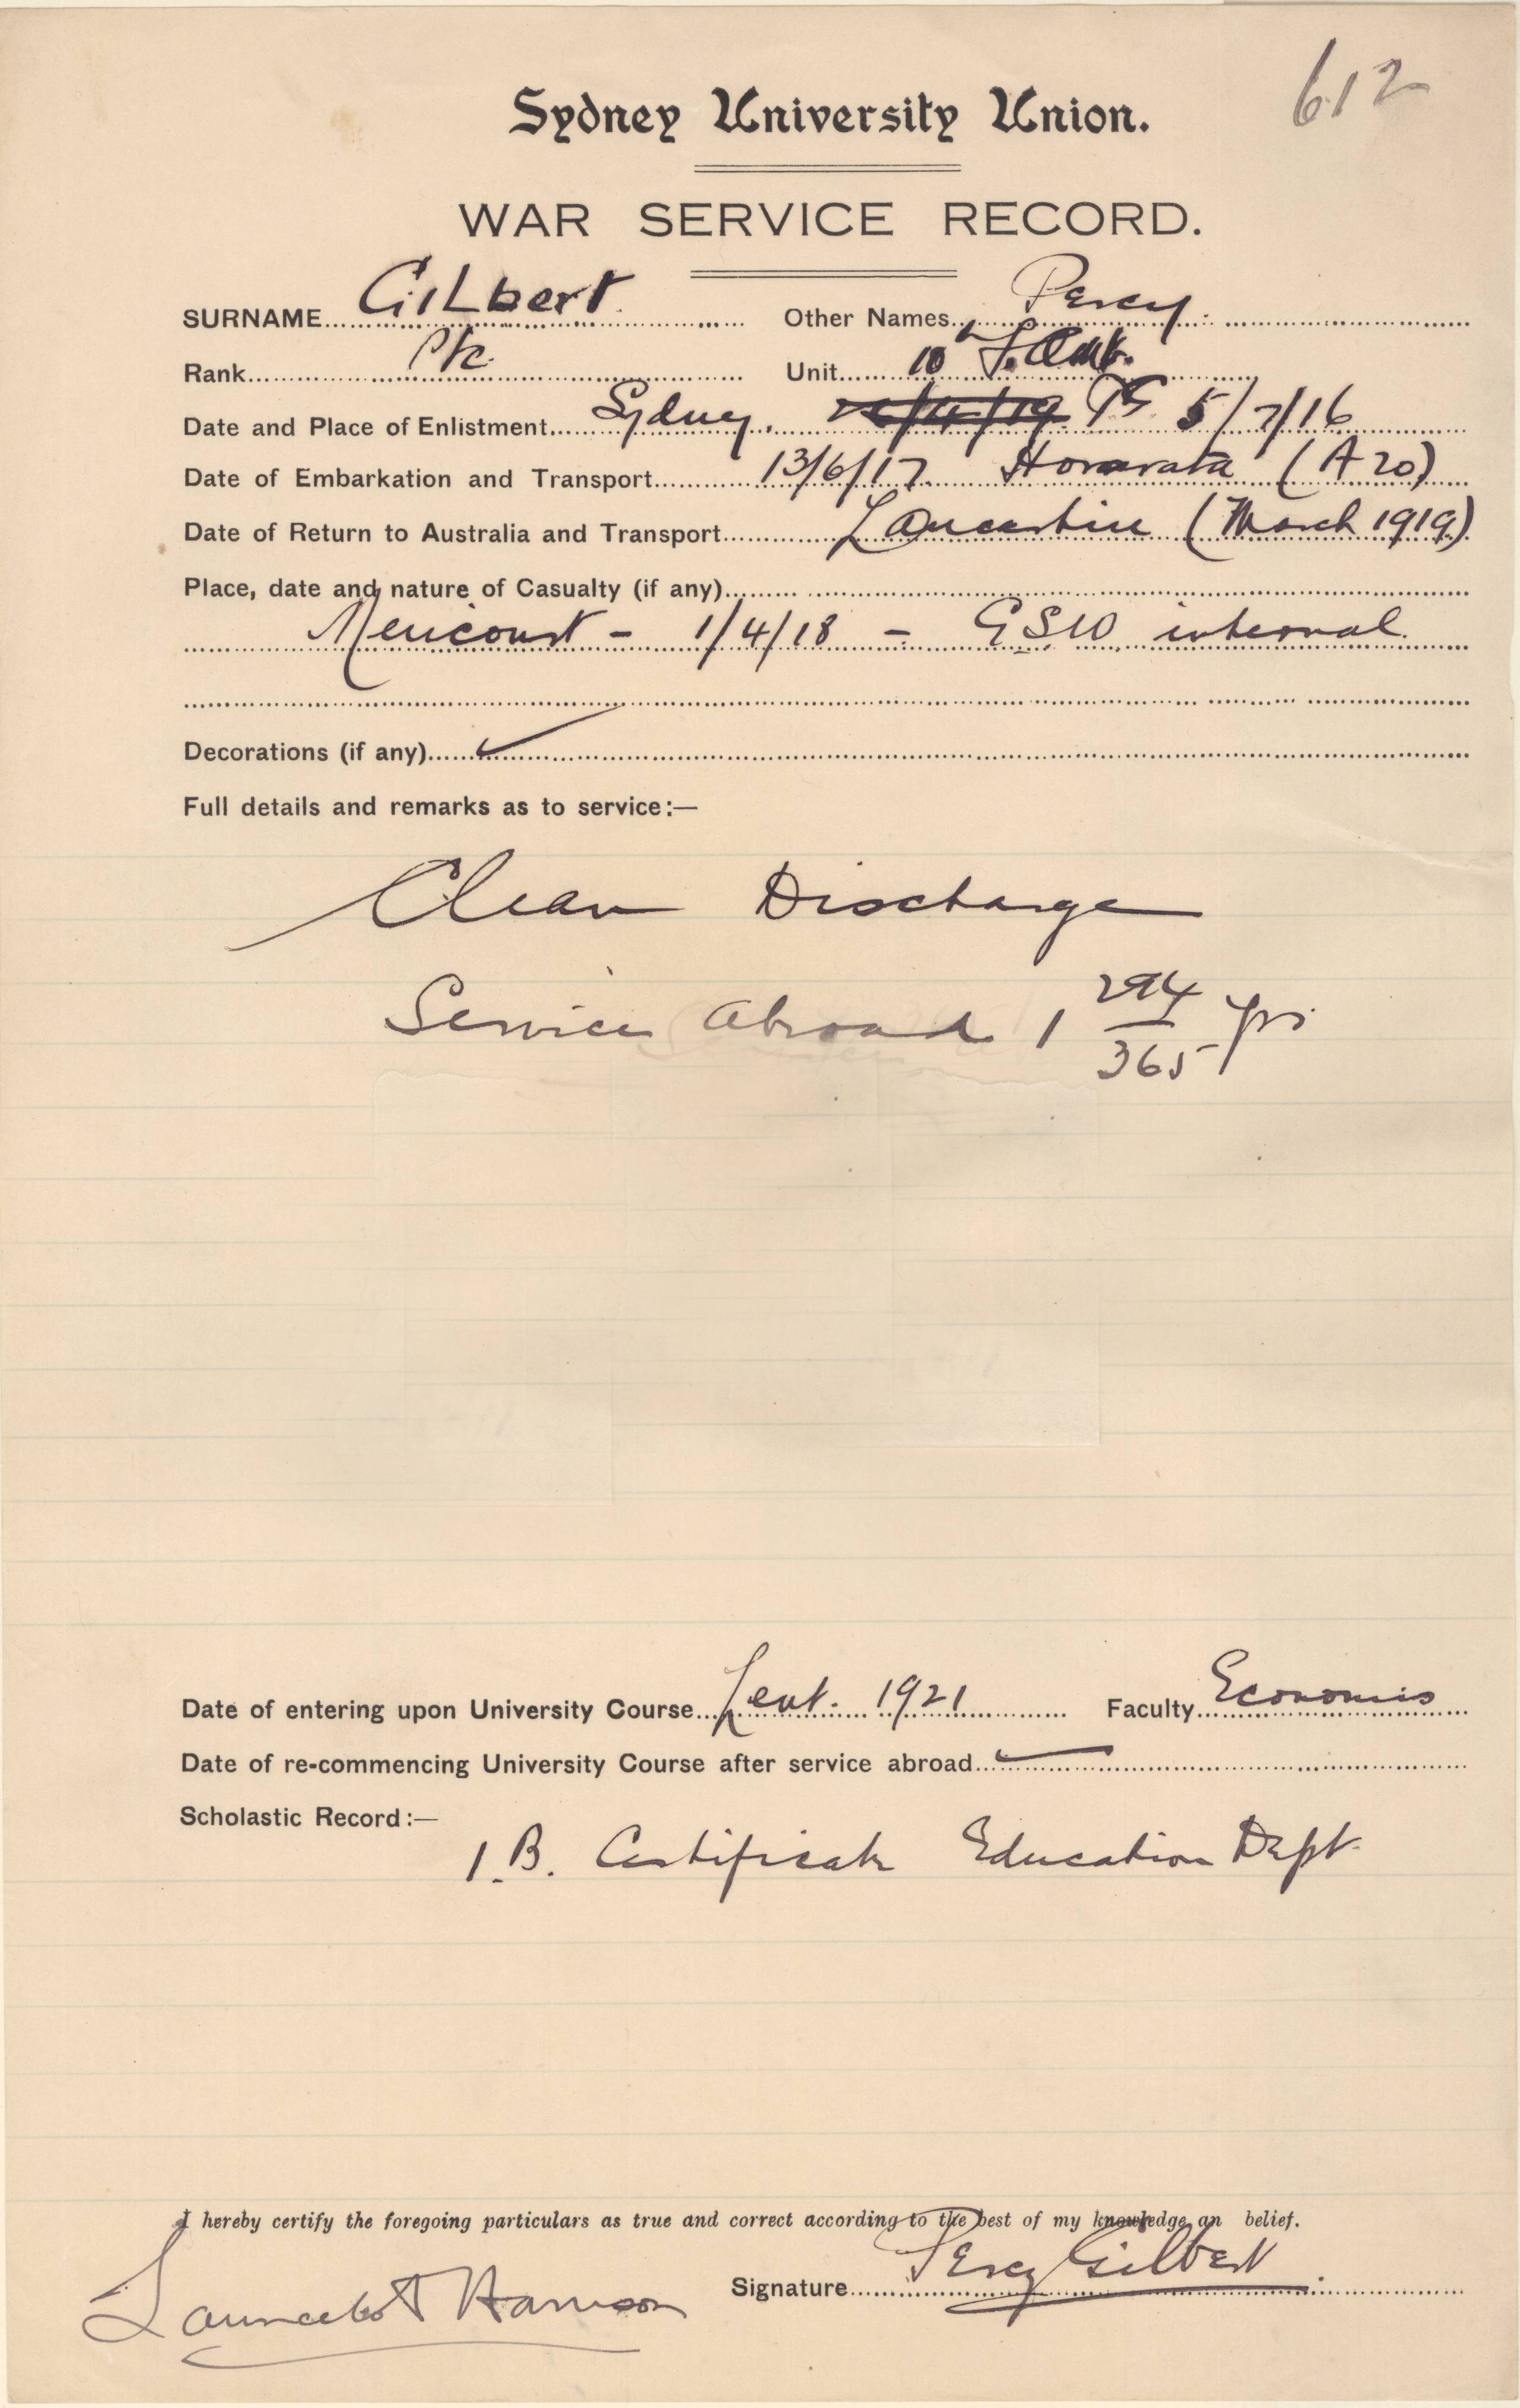 612
Sydney University Union.
WAR SERVICE RECORD.
SURNAME Gilbert Other Names Percy.
Rank Pte. Unit 10th F. Amb.
Date and Place of Enlistment Sydney. 5/7/16
Date of Embarkation and Transport 13/6/17. Hororata (A20)
Date of Return to Australia and Transport Lancashire (March 1919)
Place, date and nature of Casualty (if any)
Mericourt - 1/4/18 - GSW internal.
Decorations (if any)
Full details and remarks as to service:—
Clean Discharge
Service Abroad 1 294/365 yrs
Date of entering upon University Course Lent. 1921 Faculty Economics
Date of re-commencing University Course after service abroad
Scholastic Record:—
1.B. Certificate Education Dept.
I hereby certify the foregoing particulars as true and correct according to the best of my knowledge an belief.
Signature Percy Gilbert.
Launcelot Harrison